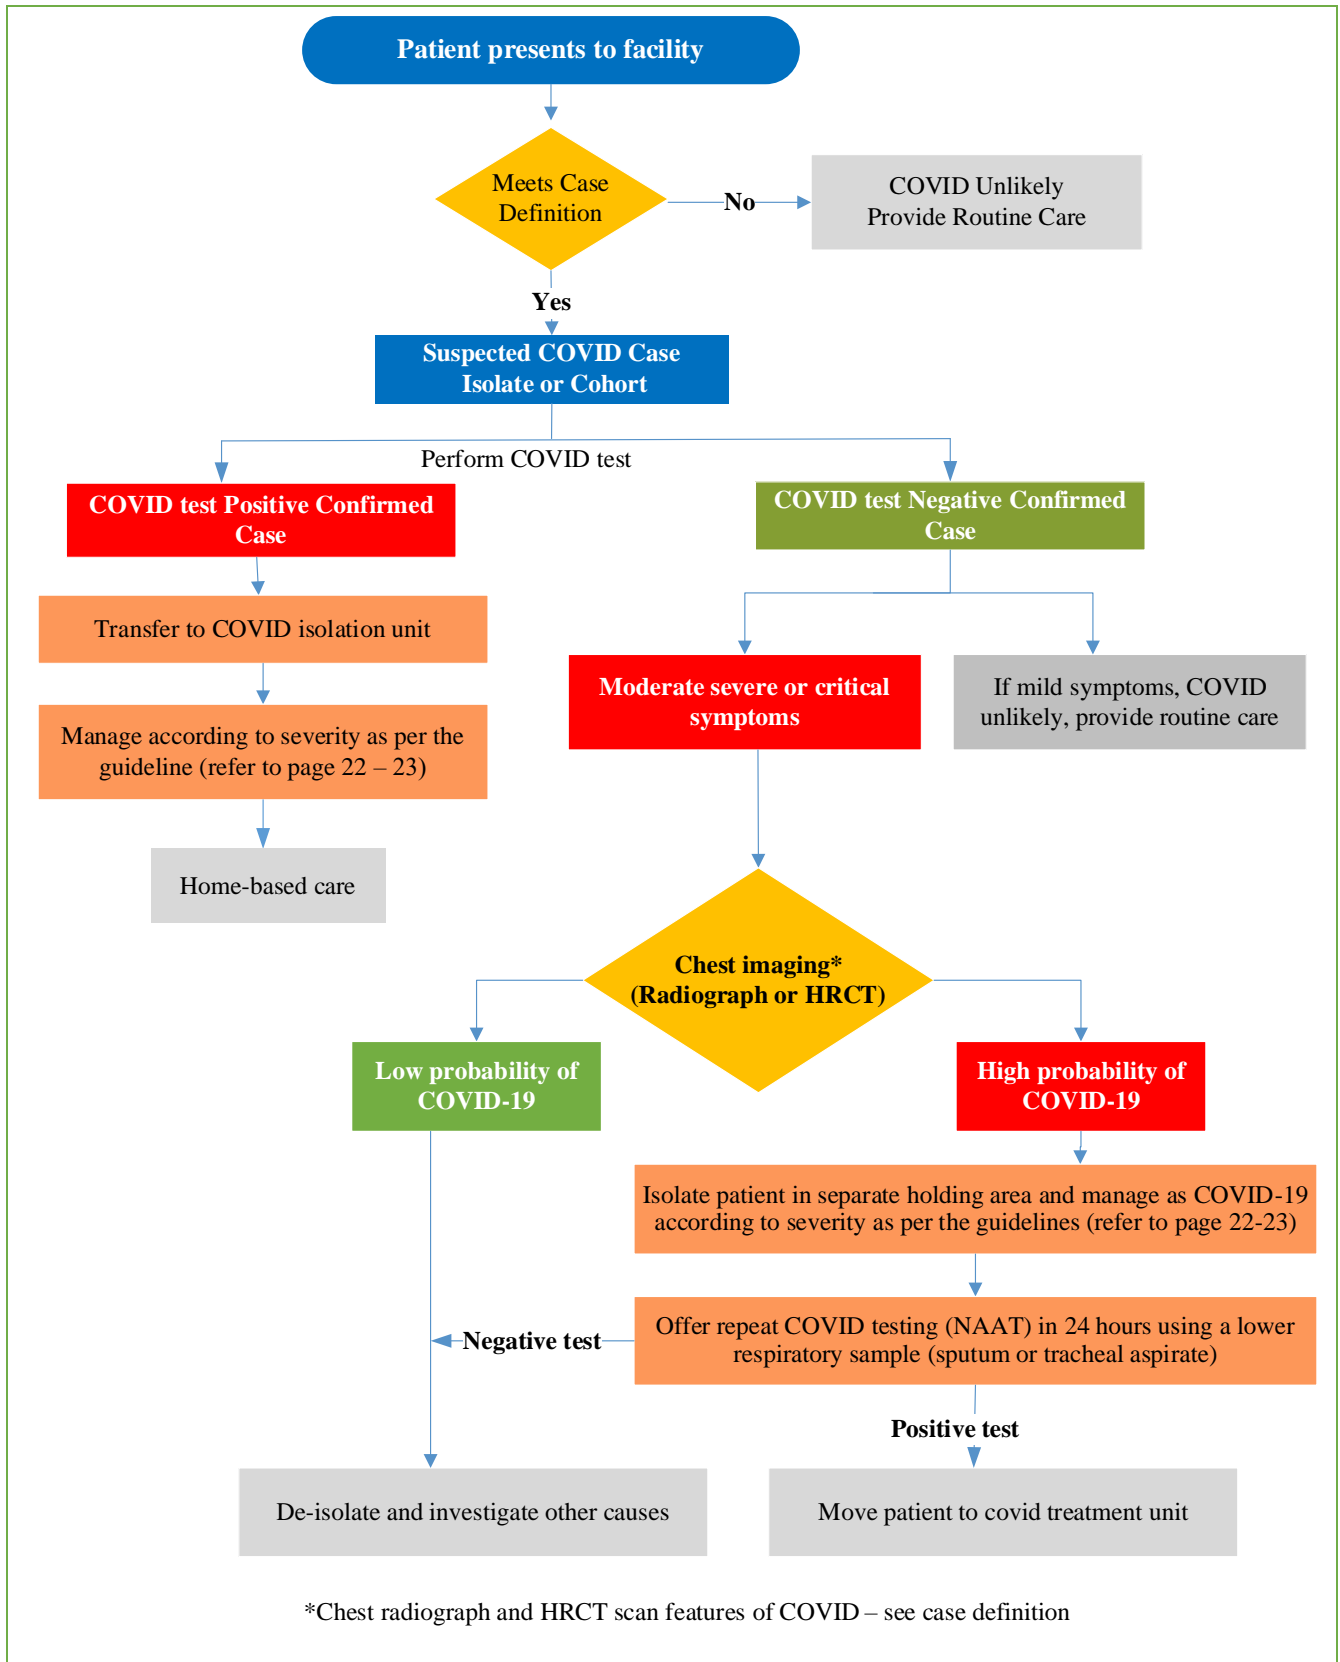 Patient presents to facility
Meets Case
Definition
No
COVID Unlikely
Provide Routine Care
Yes
Suspected COVID Case
Isolate or Cohort
Perform COVID test
COVID test Positive Confirmed
Case
COVID test Negative Confirmed
Case
Transfer to COVID isolation unit
Manage according to severity as per the
guideline (refer to page 22 – 23)
Home-based care
Moderate severe or critical
symptoms
If mild symptoms, COVID
unlikely, provide routine care
Chest imaging*
(Radiograph or HRCT)
Low probability of
COVID-19
High probability of
COVID-19
Isolate patient in separate holding area and manage as COVID-19
according to severity as per the guidelines (refer to page 22-23)
Offer repeat COVID testing (NAAT) in 24 hours using a lower
respiratory sample (sputum or tracheal aspirate)
Negative test
Positive test
De-isolate and investigate other causes
Move patient to covid treatment unit
*Chest radiograph and HRCT scan features of COVID – see case definition